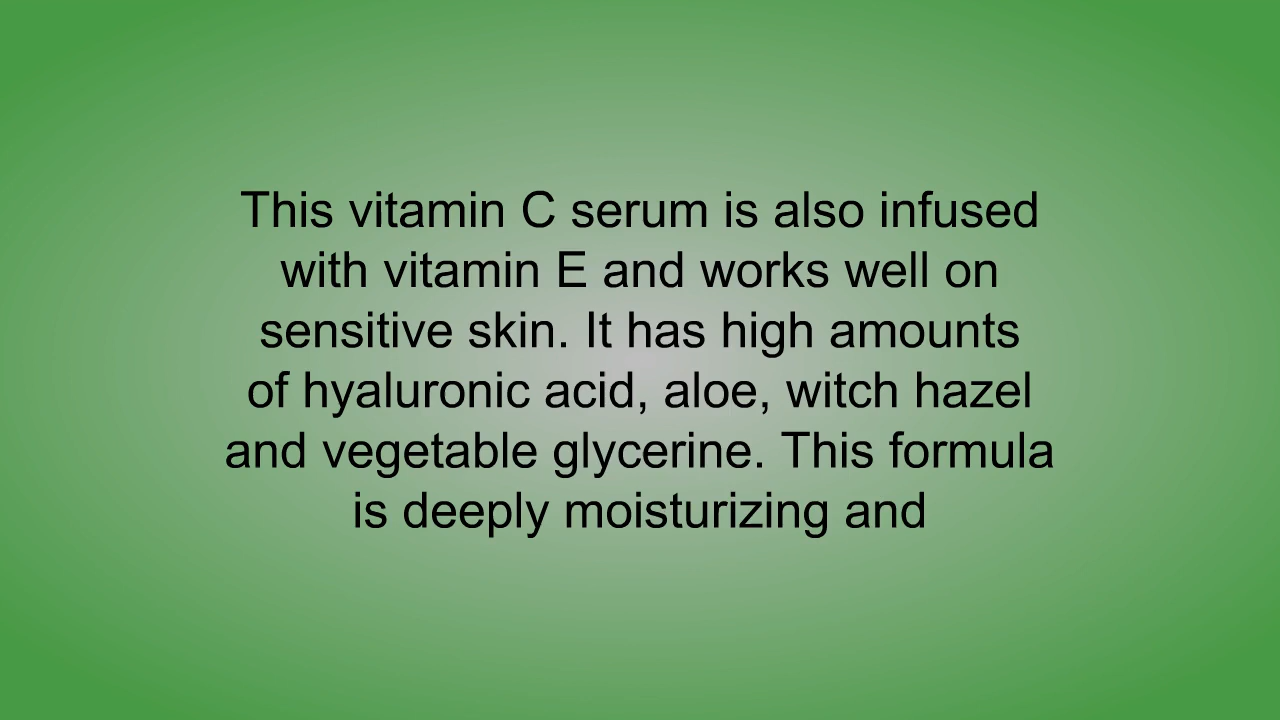 This vitamin C serum is also infused
with vitamin E and works well on
sensitive skin. It has high amounts
of hyaluronic acid, aloe, witch hazel
and vegetable glycerine. This formula
is deeply moisturizing and